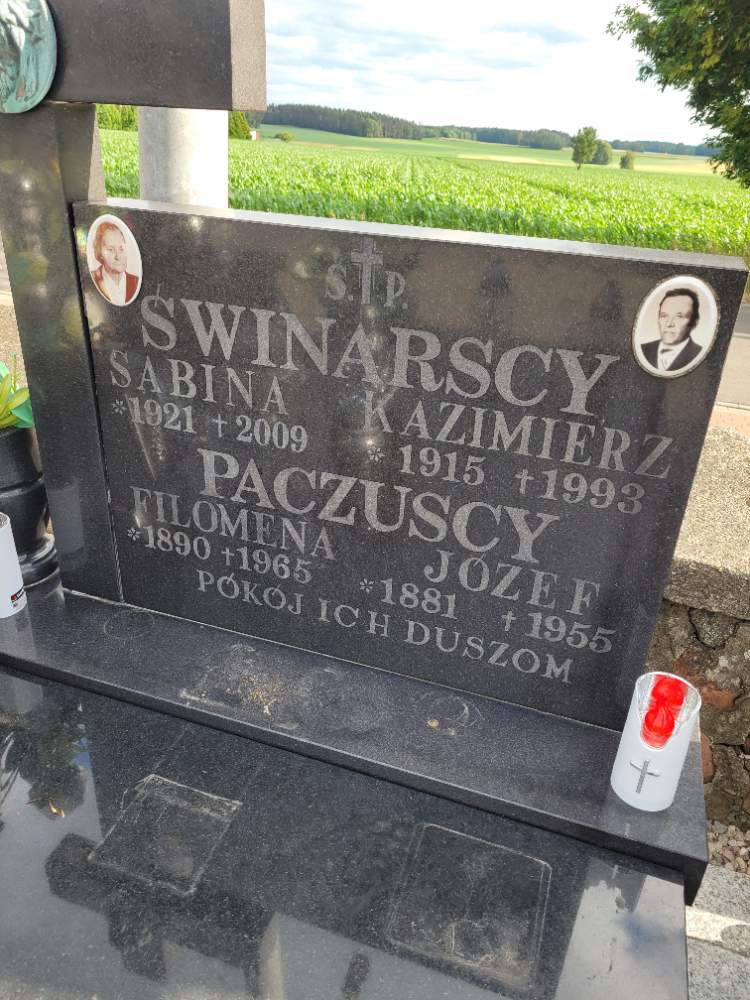 Ś. P.
ŚWINARSCY
SABINA KAZIMIERZ
*1921 †2009 *1915 †1993
PACZUSCY
FILOMENA JÓZEF
*1890 †1965 *1881 †1955
POKÓJ ICH DUSZOM